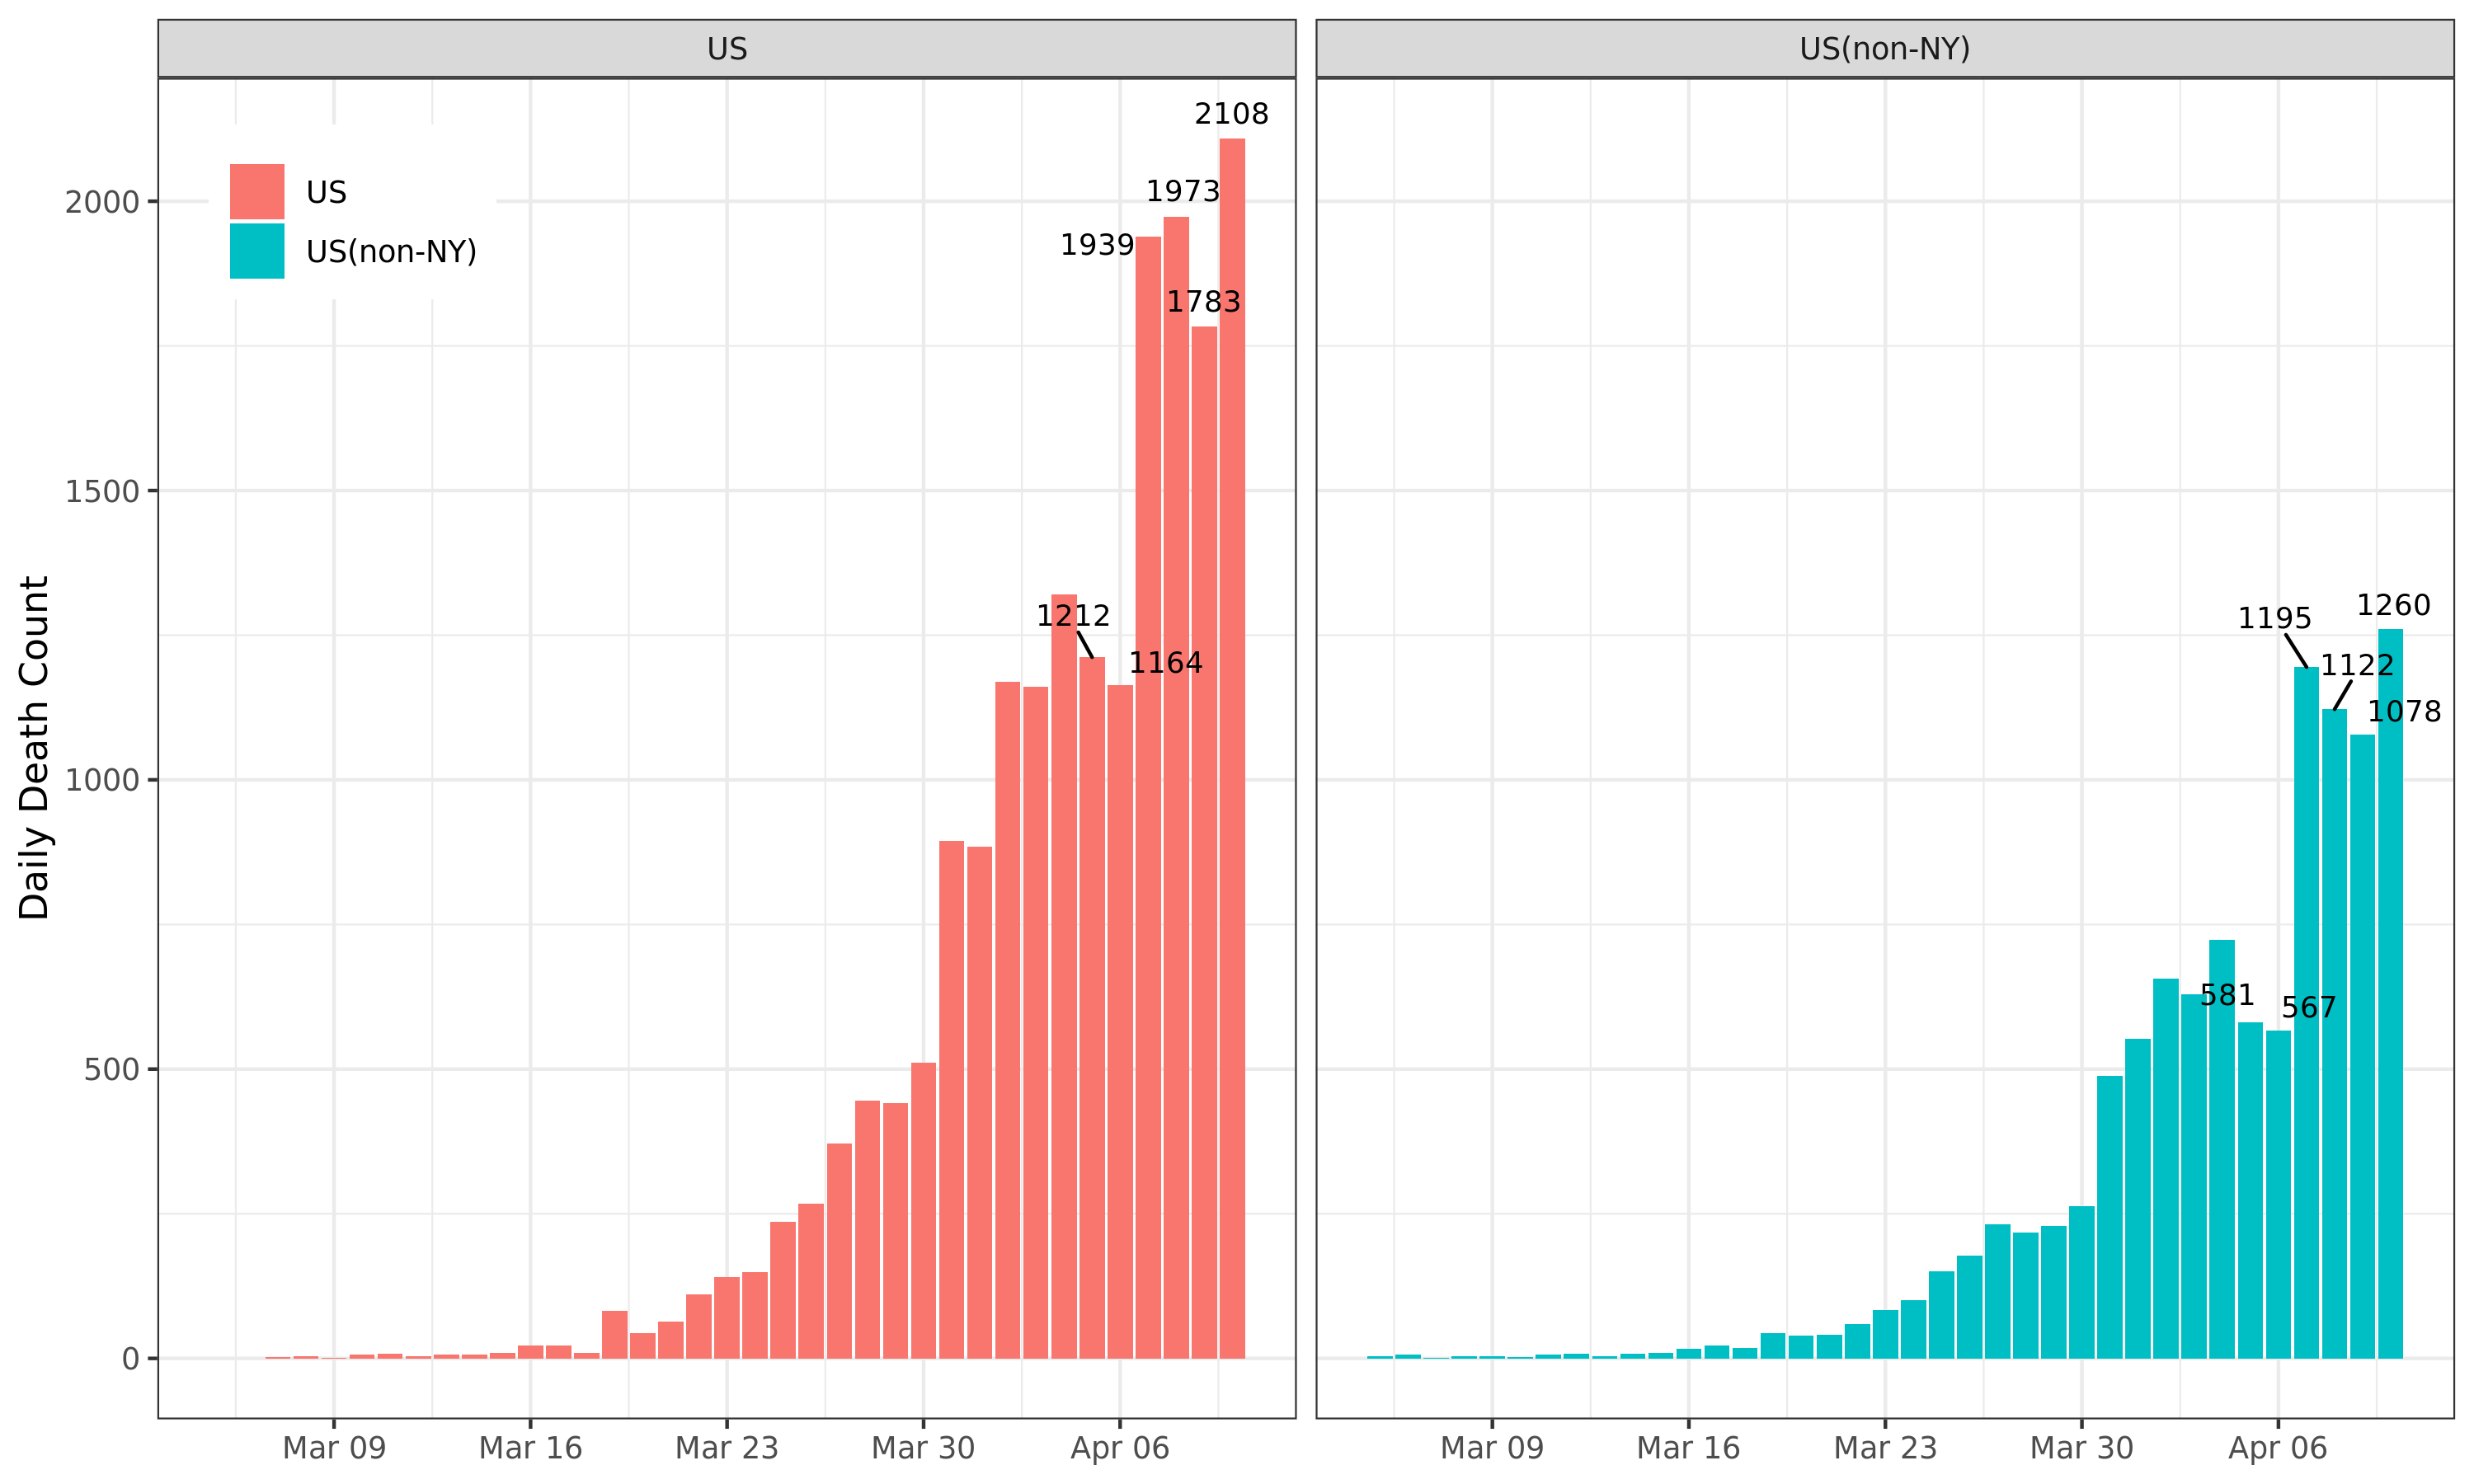 US
US(non-NY)
Daily Death Count
2000
1500
1000
500
0
US
US(non-NY)
2108
1973
1939
1783
1212
1164
1260
1195
1122
1078
581
567
Mar 09
Mar 16
Mar 23
Mar 30
Apr 06
Mar 09
Mar 16
Mar 23
Mar 30
Apr 06